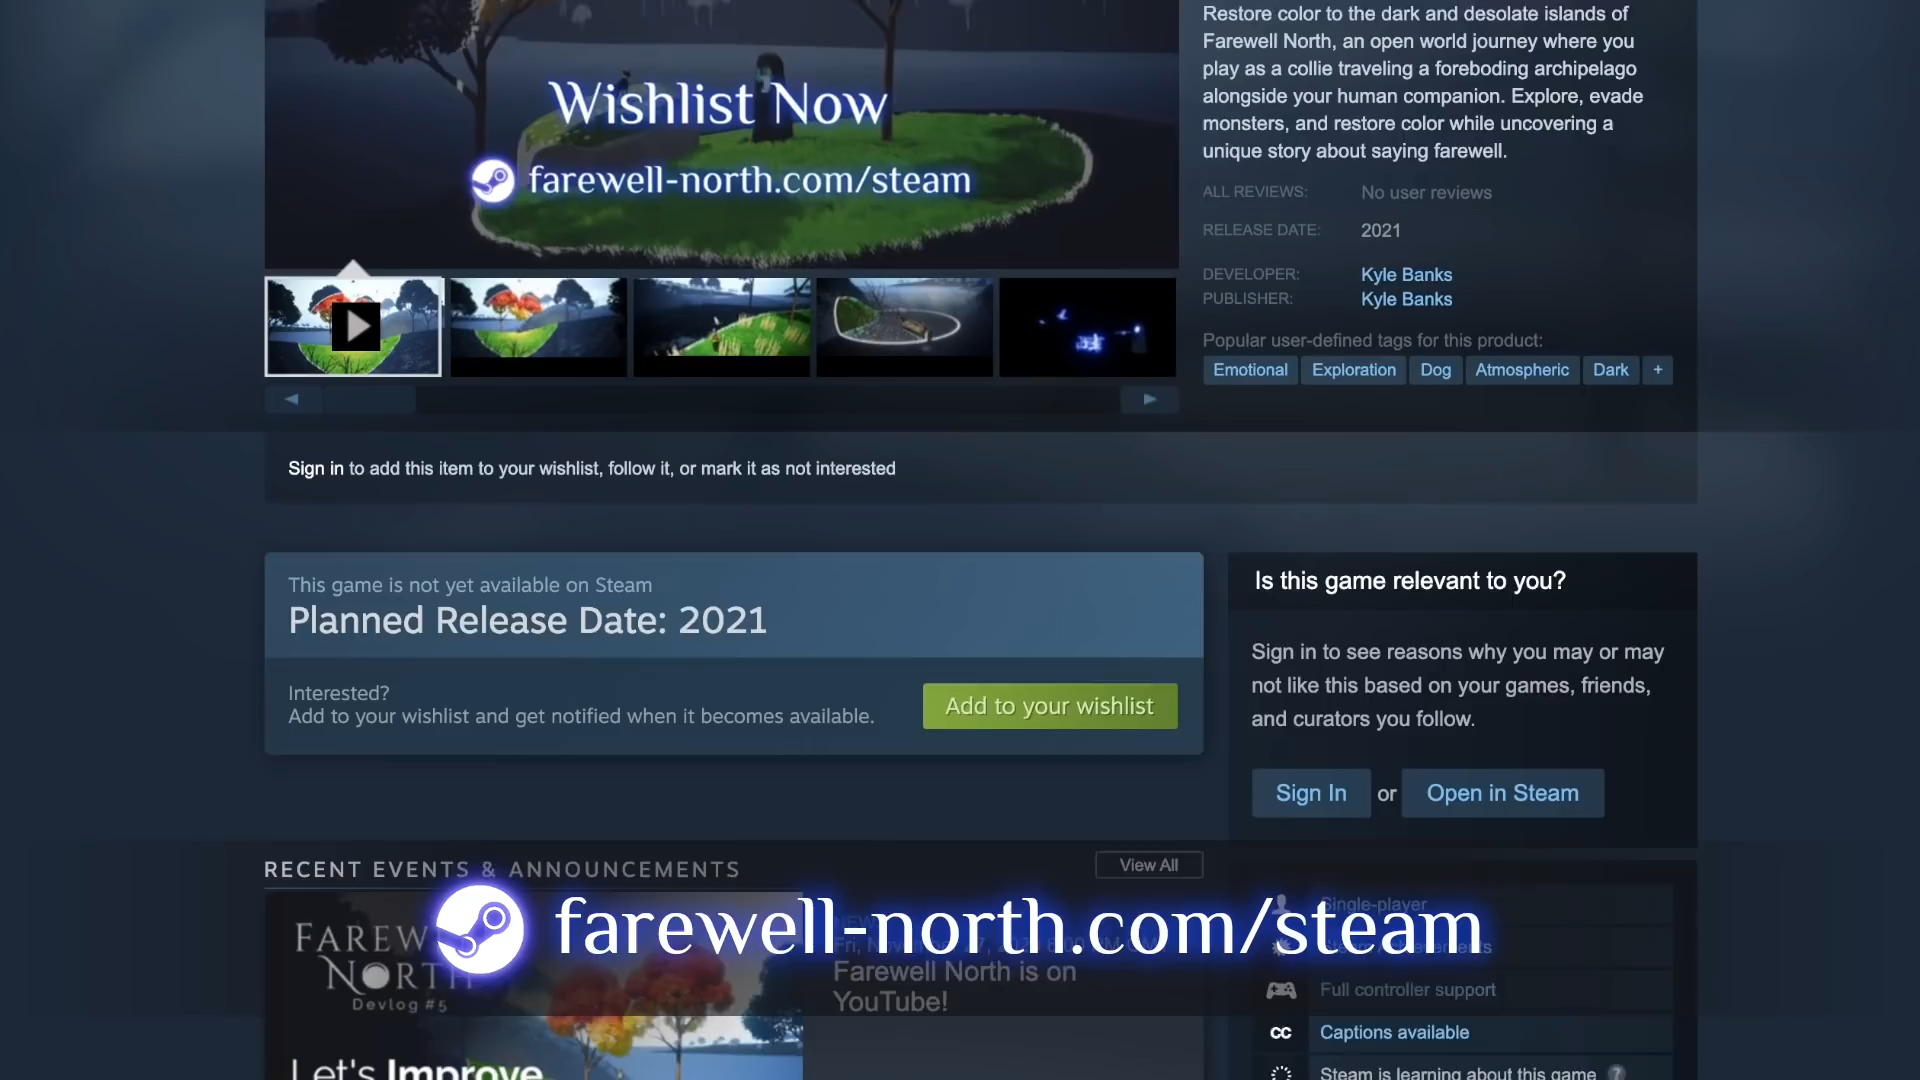 Restore color to the dark and desolate islands of
Farewell North, an open world journey where you
play as a collie traveling a foreboding archipelago
alongside your human companion. Explore, evade
monsters, and restore color while uncovering a
unique story about saying farewell.
Wishlist Now
farewell-north.com/steam
ALL REVIEWS: No user reviews
RELEASE DATE: 2021
DEVELOPER: Kyle Banks
PUBLISHER: Kyle Banks
Popular user-defined tags for this product:
Emotional Exploration Dog Atmospheric Dark +
Sign in to add this item to your wishlist, follow it, or mark it as not interested
This game is not yet available on Steam
Planned Release Date: 2021
Interested?
Add to your wishlist and get notified when it becomes available.
Add to your wishlist
Is this game relevant to you?
Sign in to see reasons why you may or may
not like this based on your games, friends,
and curators you follow.
Sign In or Open in Steam
RECENT EVENTS & ANNOUNCEMENTS
View All
farewell-north.com/steam
FAREW
NORTH
Devlog #5
Let's Improve
Farewell North is on
YouTube!
Single-player
Full controller support
CC Captions available
Steam is learning about this game ?